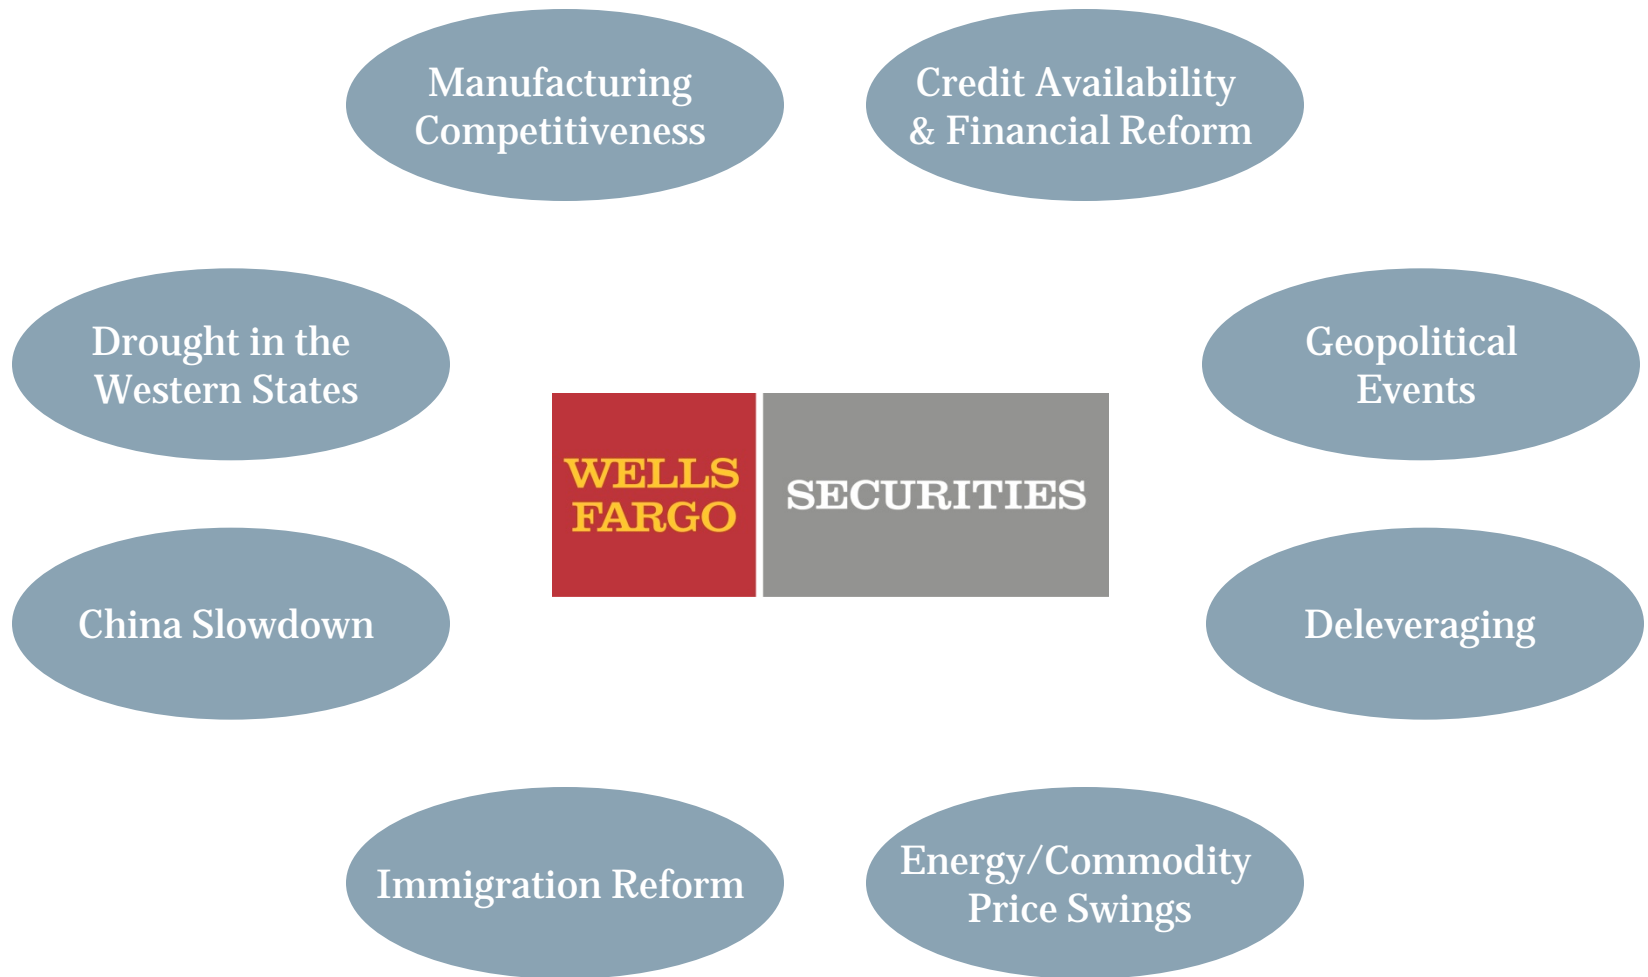 Manufacturing
Competitiveness
Credit Availability
& Financial Reform
Drought in the
Western States
Geopolitical
Events
WELLS
FARGO
SECURITIES
China Slowdown
Deleveraging
Immigration Reform
Energy/Commodity
Price Swings